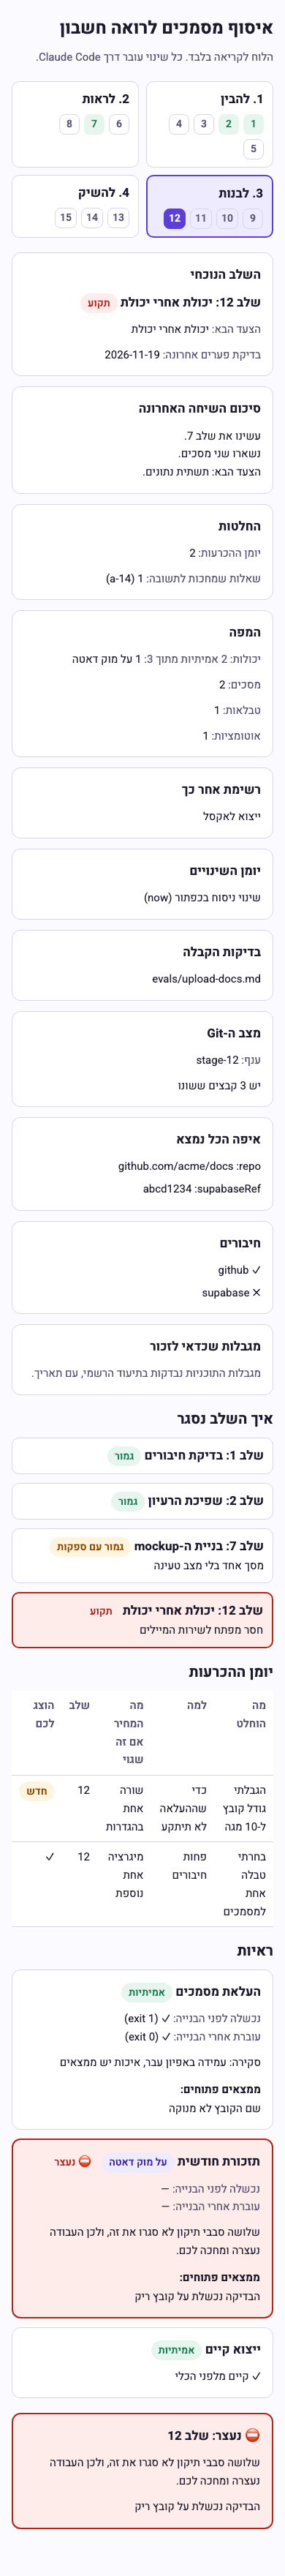 איסוף מסמכים לרואה חשבון
הלוח לקריאה בלבד. כל שינוי עובר דרך Claude Code.
1. להבין
1 2 3 4
5
2. לראות
6 7 8
3. לבנות
9 10 11 12
4. להשיק
13 14 15
השלב הנוכחי
שלב 12: יכולת אחרי יכולת תקוע
הצעד הבא: יכולת אחרי יכולת
בדיקת פערים אחרונה: 2026-11-19
סיכום השיחה האחרונה
עשינו את שלב 7.
נשארו שני מסכים.
הצעד הבא: תשתית נתונים.
החלטות
יומן ההכרעות: 2
שאלות שמחכות לתשובה: 1 (a-14)
המפה
יכולות: 2 אמיתיות מתוך 3: 1 על מוק דאטה
מסכים: 2
טבלאות: 1
אוטומציות: 1
רשימת אחר כך
ייצוא לאקסל
יומן השינויים
שינוי ניסוח בכפתור (now)
בדיקות הקבלה
evals/upload-docs.md
מצב ה-Git
ענף: stage-12
יש 3 קבצים ששונו
איפה הכל נמצא
repo: github.com/acme/docs
supabaseRef: abcd1234
חיבורים
✓ github
✕ supabase
מגבלות שכדאי לזכור
מגבלות התוכניות נבדקות בתיעוד הרשמי, עם תאריך.
איך השלב נסגר
שלב 1: בדיקת חיבורים גמור
שלב 2: שפיכת הרעיון גמור
שלב 7: בניית ה-mockup גמור עם ספקות
מסך אחד בלי מצב טעינה
שלב 12: יכולת אחרי יכולת תקוע
חסר מפתח לשירות המיילים
יומן ההכרעות
מה הוחלט	למה	מה המחיר אם זה שגוי	שלב	הוצג לכם
הגבלתי גודל קובץ ל-10 מגה	כדי שההעלאה לא תיתקע	שורה אחת בהגדרות	12	חדש
בחרתי טבלה אחת למסמכים	פחות חיבורים	מיגרציה אחת נוספת	12	✓
ראיות
העלאת מסמכים אמיתיות
נכשלה לפני הבנייה: ✓ (exit 1)
עוברת אחרי הבנייה: ✓ (exit 0)
סקירה: עמידה באפיון עבר, איכות יש ממצאים
ממצאים פתוחים:
שם הקובץ לא מנוקה
תזכורת חודשית על מוק דאטה ⛔ נעצר
נכשלה לפני הבנייה: —
עוברת אחרי הבנייה: —
שלושה סבבי תיקון לא סגרו את זה, ולכן העבודה
נעצרה ומחכה לכם.
ממצאים פתוחים:
הבדיקה נכשלת על קובץ ריק
ייצוא קיים אמיתיות
✓ קיים מלפני הכלי
⛔ נעצר: שלב 12
שלושה סבבי תיקון לא סגרו את זה, ולכן העבודה
נעצרה ומחכה לכם.
הבדיקה נכשלת על קובץ ריק